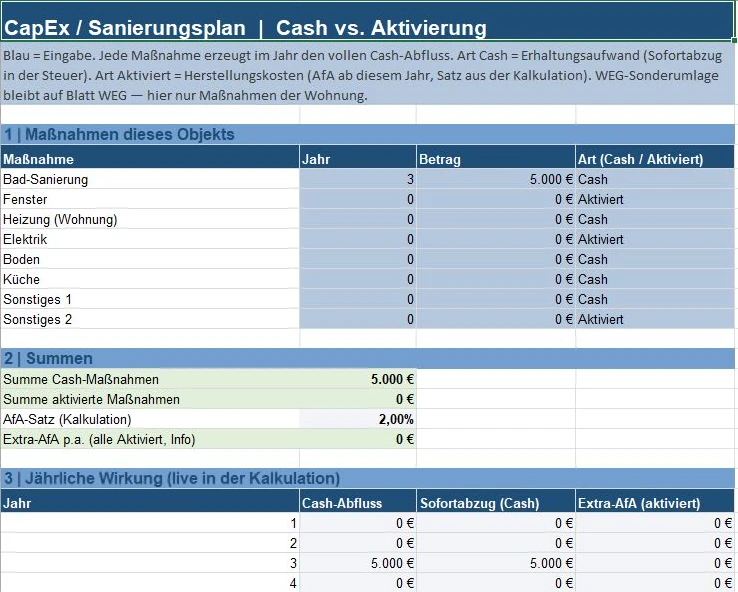 CapEx / Sanierungsplan | Cash vs. Aktivierung
Blau = Eingabe. Jede Maßnahme erzeugt im Jahr den vollen Cash-Abfluss. Art Cash = Erhaltungsaufwand (Sofortabzug
in der Steuer). Art Aktiviert = Herstellungskosten (AfA ab diesem Jahr, Satz aus der Kalkulation). WEG-Sonderumlage
bleibt auf Blatt WEG — hier nur Maßnahmen der Wohnung.
1 | Maßnahmen dieses Objekts
Maßnahme Jahr Betrag Art (Cash / Aktiviert)
Bad-Sanierung 3 5.000 € Cash
Fenster 0 0 € Aktiviert
Heizung (Wohnung) 0 0 € Cash
Elektrik 0 0 € Aktiviert
Boden 0 0 € Cash
Küche 0 0 € Cash
Sonstiges 1 0 0 € Cash
Sonstiges 2 0 0 € Aktiviert
2 | Summen
Summe Cash-Maßnahmen 5.000 €
Summe aktivierte Maßnahmen 0 €
AfA-Satz (Kalkulation) 2,00%
Extra-AfA p.a. (alle Aktiviert, Info) 0 €
3 | Jährliche Wirkung (live in der Kalkulation)
Jahr Cash-Abfluss Sofortabzug (Cash) Extra-AfA (aktiviert)
1 0 € 0 € 0 €
2 0 € 0 € 0 €
3 5.000 € 5.000 € 0 €
4 0 € 0 € 0 €